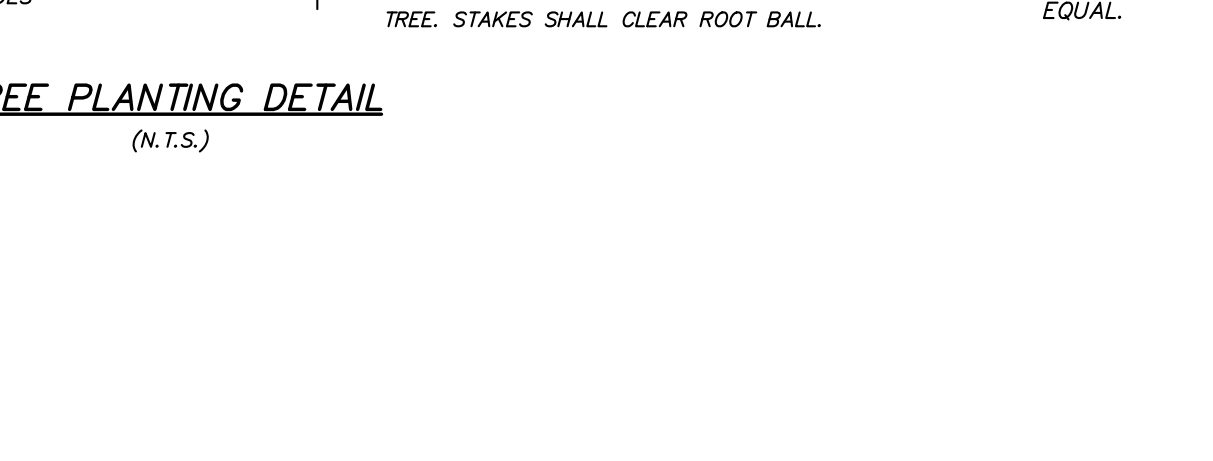 TREE. STAKES SHALL CLEAR ROOT BALL.
EQUAL.
EE PLANTING DETAIL
(N.T.S.)